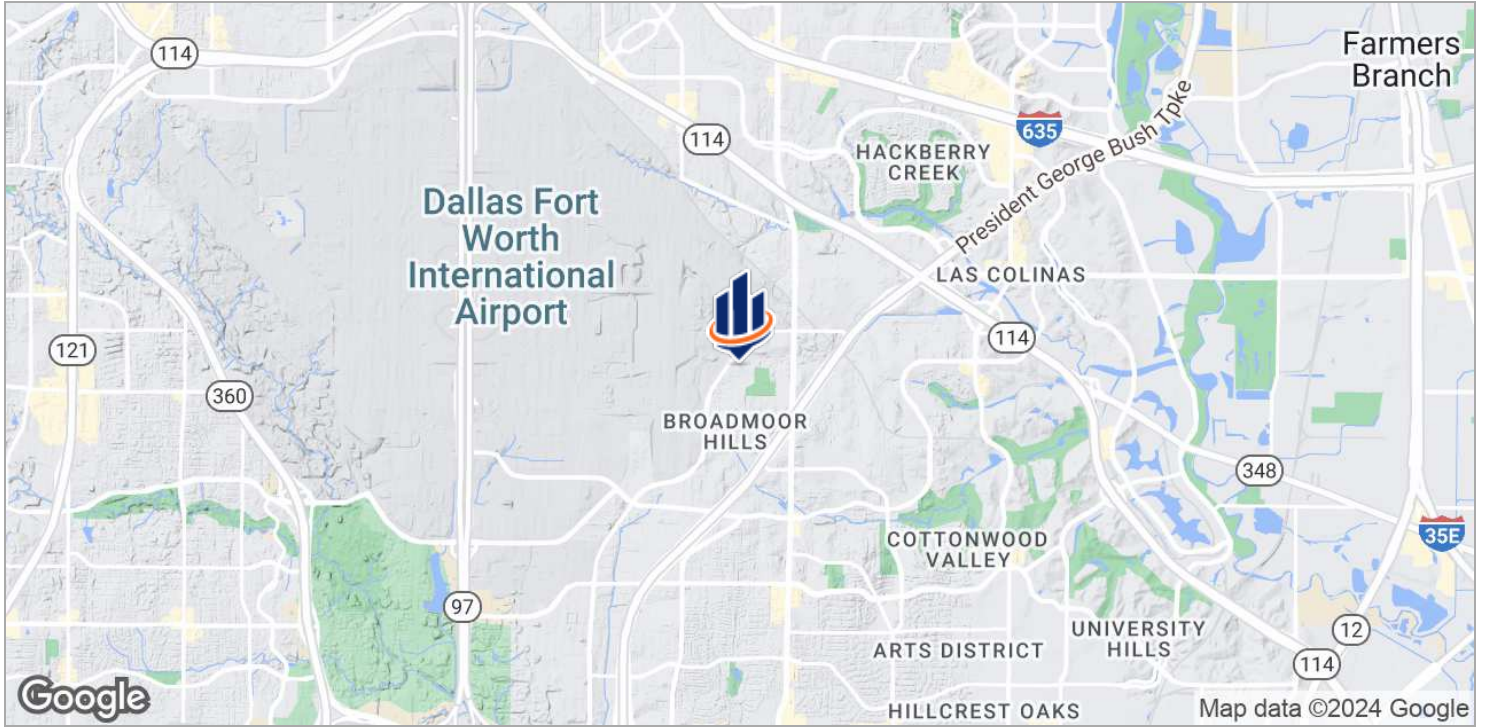 114
Farmers
Branch
635
114
HACKBERRY
CREEK
President George Bush Tpke
Dallas Fort
Worth
International
Airport
LAS COLINAS
121
114
360
BROADMOOR
HILLS
348
35E
COTTONWOOD
VALLEY
97
UNIVERSITY
HILLS
12
ARTS DISTRICT
114
Google
HILLCREST OAKS
Map data ©2024 Google